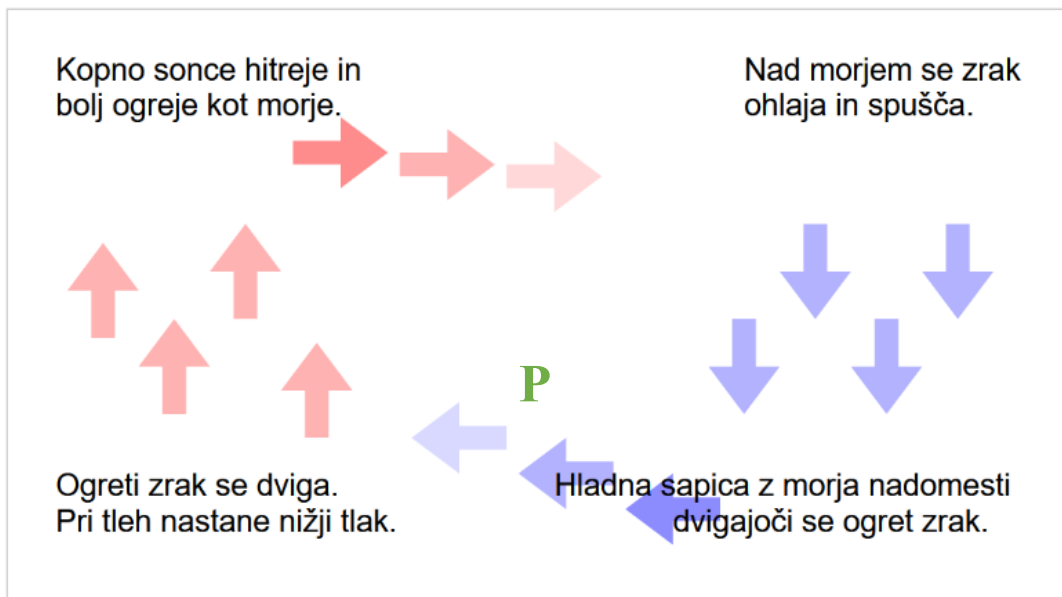 Kopno sonce hitreje in
bolj ogreje kot morje.
Nad morjem se zrak
ohlaja in spušča.
P
Ogreti zrak se dviga.
Pri tleh nastane nižji tlak.
Hladna sapica z morja nadomesti
dvigajoči se ogret zrak.